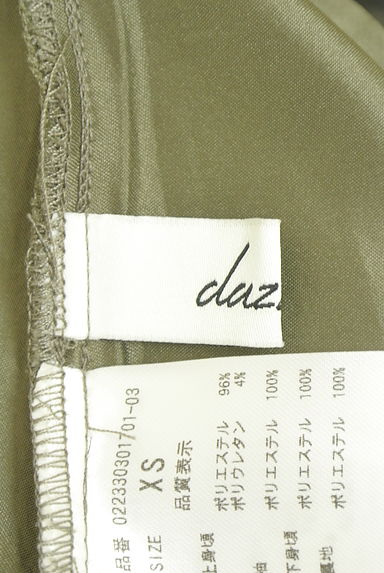 daz
品番 0223303017/01-03
SIZE XS
品質表示
上身頃 ポリエステル 96%
ポリウレタン 4%
袖 ポリエステル 100%
下身頃 ポリエステル 100%
裏地 ポリエステル 100%